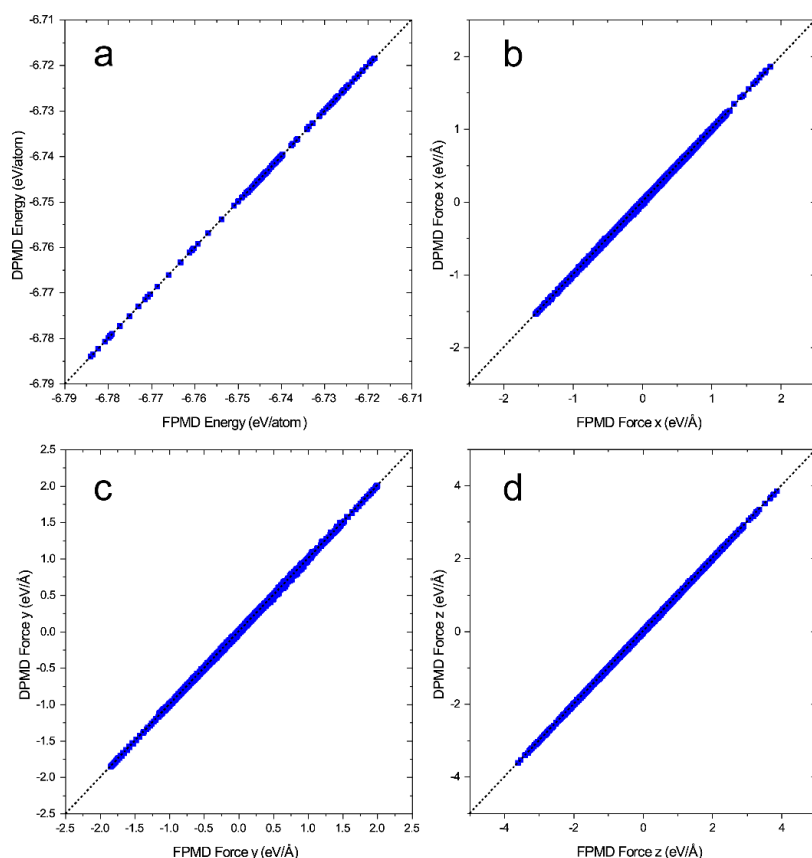 a
-6.71
-6.72
-6.73
-6.74
-6.75
-6.76
-6.77
-6.78
-6.79
DPMD Energy (eV/atom)
-6.79 -6.78 -6.77 -6.76 -6.75 -6.74 -6.73 -6.72 -6.71
FPMD Energy (eV/atom)
b
2
1
0
-1
-2
DPMD Force x (eV/Å)
-2 -1 0 1 2
FPMD Force x (eV/Å)
c
2.5
2.0
1.5
1.0
0.5
0.0
-0.5
-1.0
-1.5
-2.0
-2.5
DPMD Force y (eV/Å)
-2.5 -2.0 -1.5 -1.0 -0.5 0.0 0.5 1.0 1.5 2.0 2.5
FPMD Force y (eV/Å)
d
4
2
0
-2
-4
DPMD Force z (eV/Å)
-4 -2 0 2 4
FPMD Force z (eV/Å)